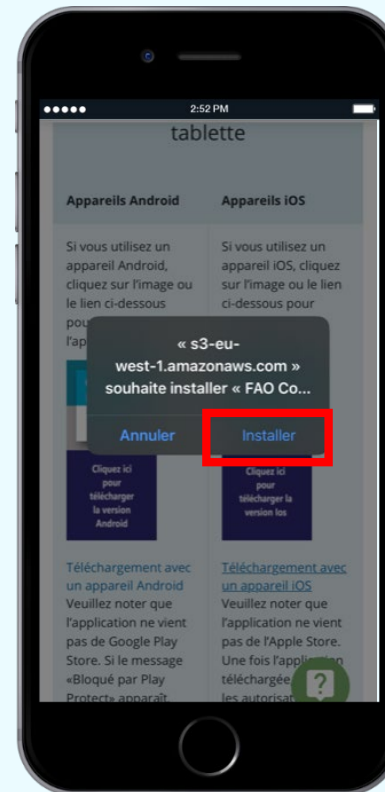 2:52 PM
tablette
Appareils Android
Si vous utilisez un
appareil Android,
cliquez sur l'image ou
le lien ci-dessous
Appareils iOS
Si vous utilisez un
appareil iOS, cliquez
sur l'image ou le lien
ci-dessous pour
« s3-eu-
west-1.amazonaws.com »
souhaite installer « FAO Co...
Annuler
Installer
Cliquez ici
pour
télécharger
la version
Android
Téléchargement avec
un appareil Android
Veuillez noter que
l'application ne vient
pas de Google Play
Store. Si le message
«Bloqué par Play
Protect» apparaît,
Cliquez ici
pour
télécharger la
version Ios
Téléchargement avec
un appareil iOS
Veuillez noter que
l'application ne vient
pas de l'Apple Store.
Une fois l'application
téléchargée
les
?